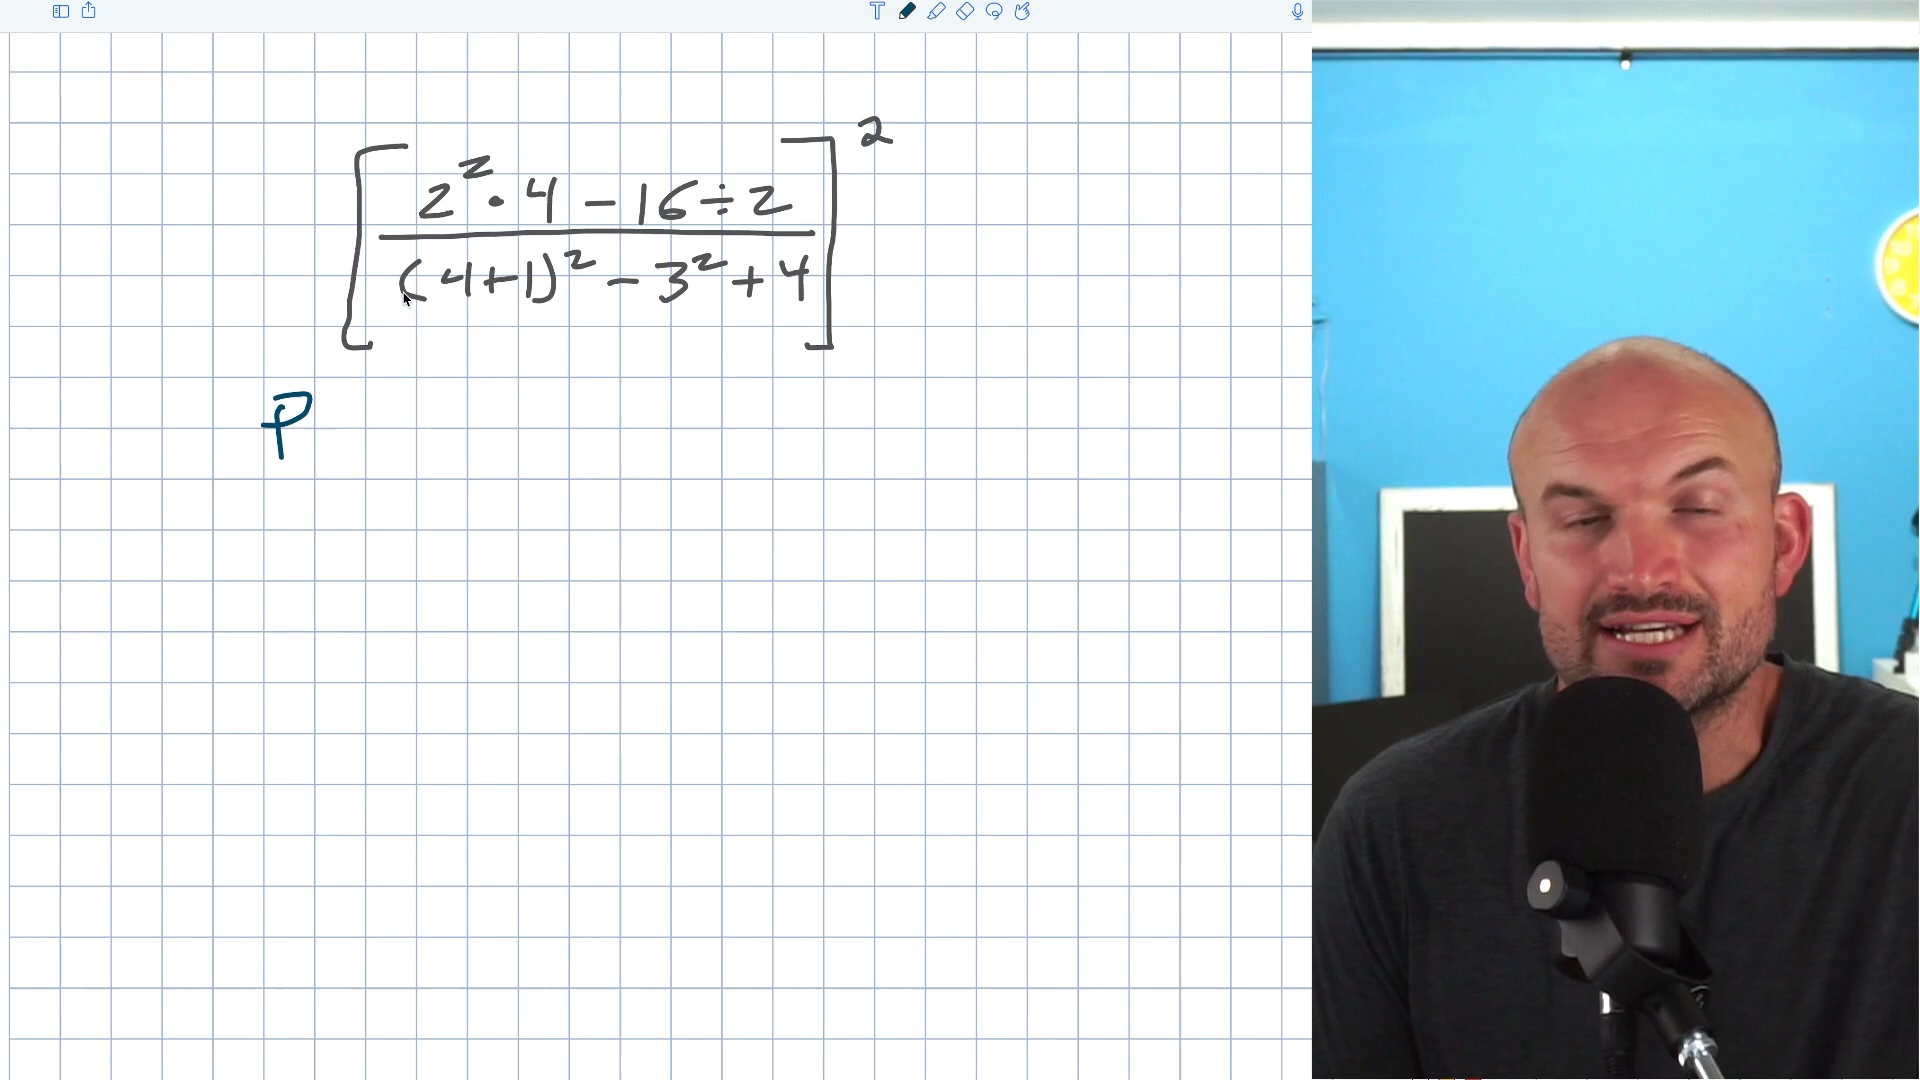 [ 2² · 4 − 16 ÷ 2
(4+1)² − 3² + 4 ]²
P